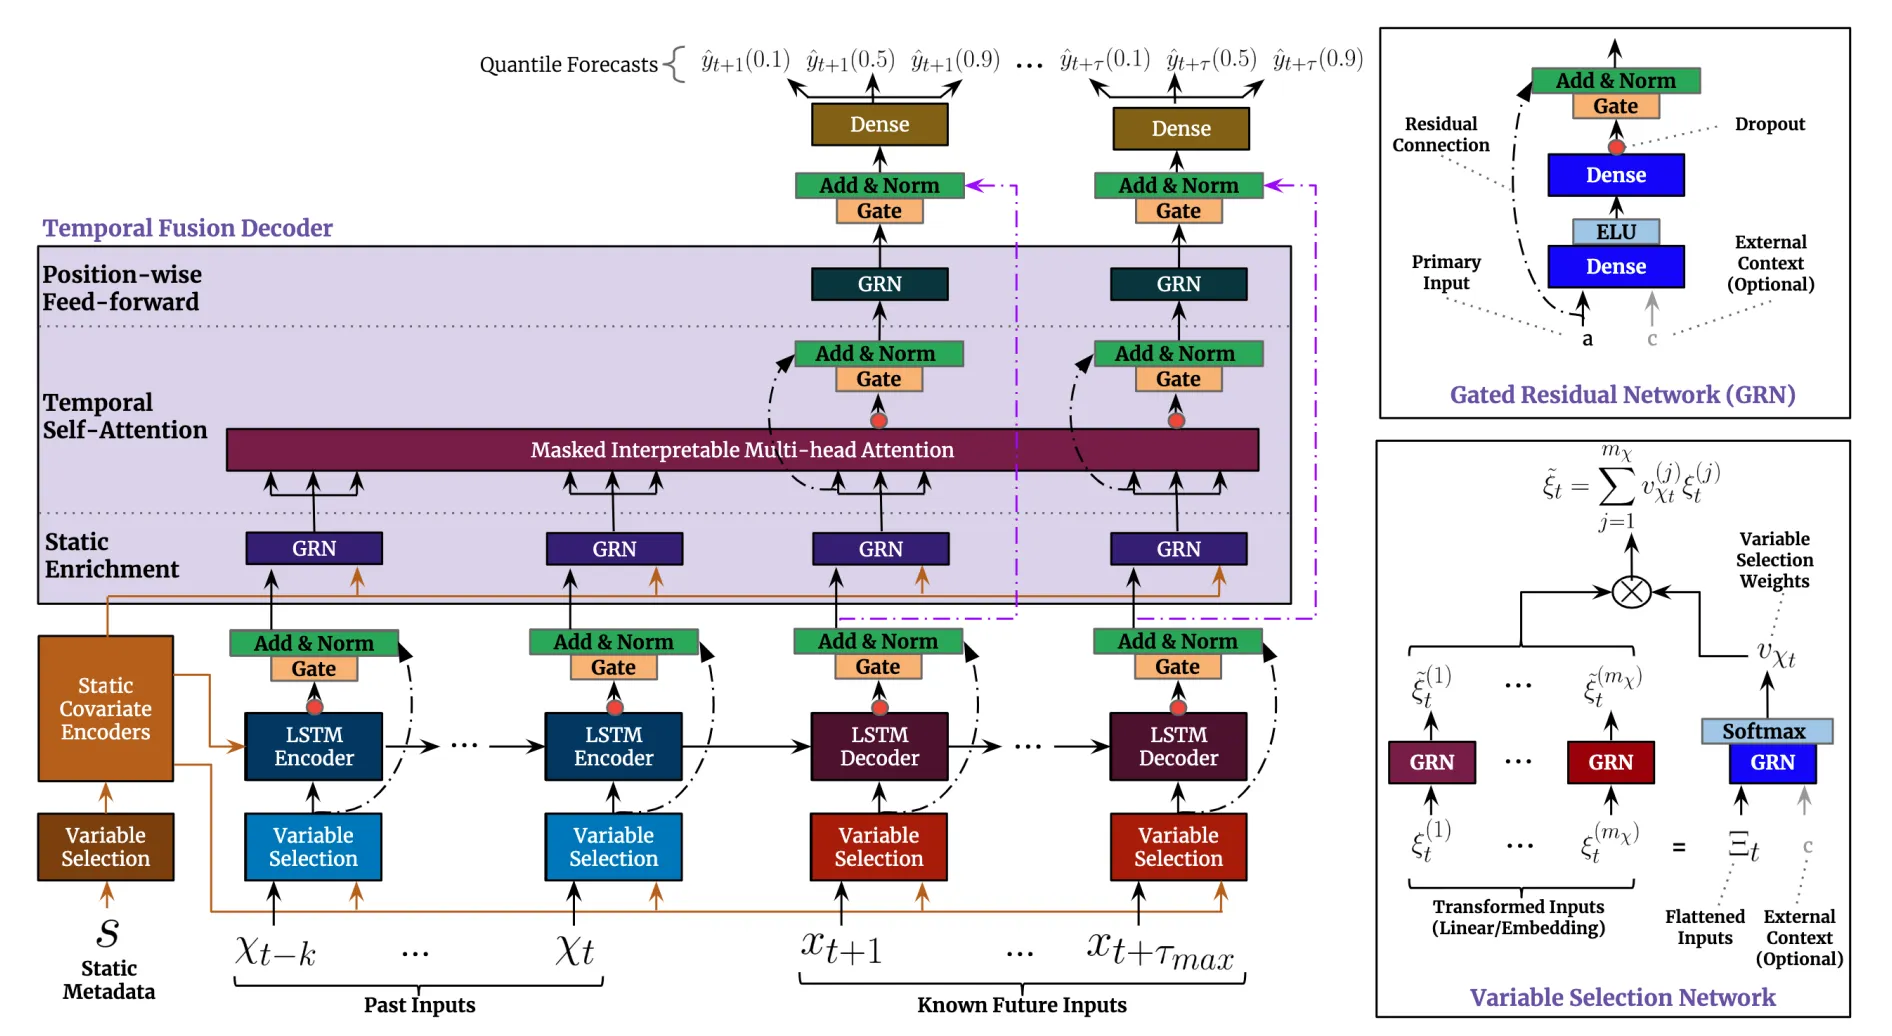 Quantile Forecasts { ŷt+1(0.1) ŷt+1(0.5) ŷt+1(0.9) ... ŷt+τ(0.1) ŷt+τ(0.5) ŷt+τ(0.9)
Dense Dense
Add & Norm Add & Norm
Gate Gate
Temporal Fusion Decoder
Position-wise
Feed-forward
GRN GRN
Add & Norm Add & Norm
Gate Gate
Temporal
Self-Attention
Masked Interpretable Multi-head Attention
Static
Enrichment
GRN GRN GRN GRN
Add & Norm Add & Norm Add & Norm Add & Norm
Gate Gate Gate Gate
Static
Covariate
Encoders
LSTM
Encoder
...
LSTM
Encoder
LSTM
Decoder
...
LSTM
Decoder
Variable
Selection
Variable
Selection
Variable
Selection
Variable
Selection
Variable
Selection
s
Static
Metadata
χt−k ... χt
Past Inputs
xt+1 ... xt+τmax
Known Future Inputs
Add & Norm
Gate
Residual
Connection
Dropout
Dense
ELU
Dense
Primary
Input
External
Context
(Optional)
a c
Gated Residual Network (GRN)
ξ̃t = ∑ j=1 mχ vχt(j) ξt(j)
Variable
Selection
Weights
vχt
ξ̃t(1) ... ξ̃t(mχ)
Softmax
GRN ... GRN GRN
ξt(1) ... ξt(mχ) = Ξt c
Transformed Inputs
(Linear/Embedding)
Flattened
Inputs
External
Context
(Optional)
Variable Selection Network